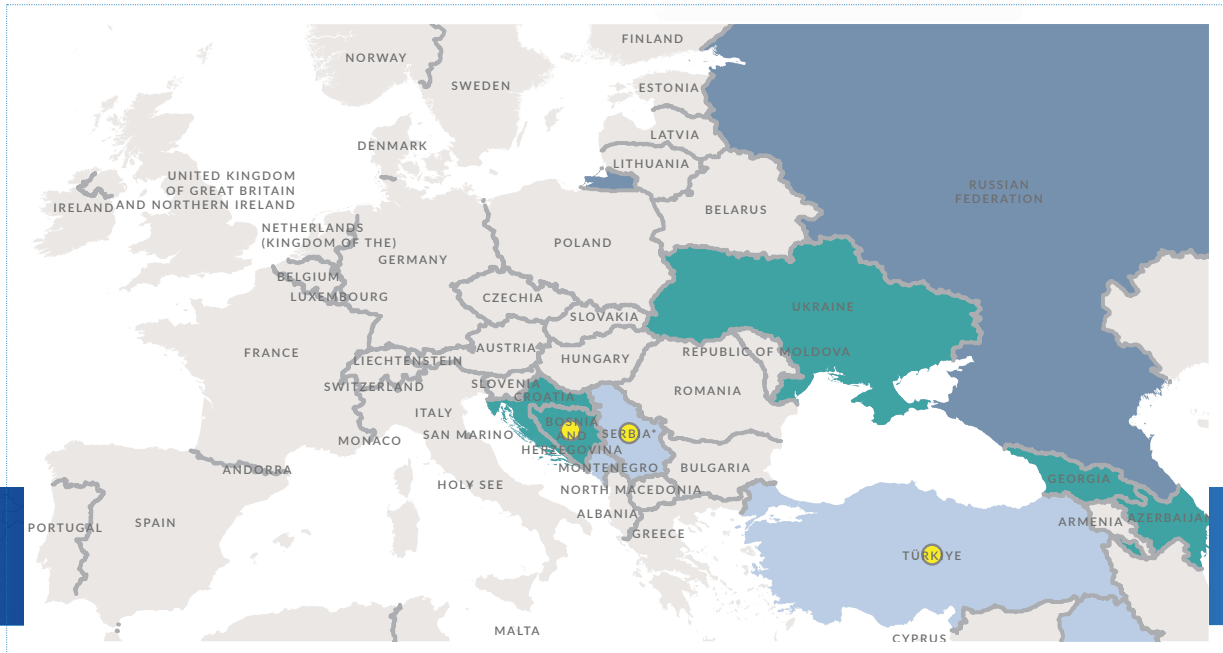 FINLAND
NORWAY
SWEDEN
ESTONIA
LATVIA
DENMARK
LITHUANIA
UNITED KINGDOM
OF GREAT BRITAIN
AND NORTHERN IRELAND
IRELAND
RUSSIAN
FEDERATION
BELARUS
NETHERLANDS
(KINGDOM OF THE)
POLAND
GERMANY
BELGIUM
LUXEMBOURG
CZECHIA
UKRAINE
SLOVAKIA
AUSTRIA
FRANCE
LIECHTENSTEIN
HUNGARY
REPUBLIC OF MOLDOVA
SWITZERLAND
SLOVENIA
CROATIA
ROMANIA
ITALY
BOSNIA
AND
HERZEGOVINA
SERBIA*
MONACO
SAN MARINO
ANDORRA
MONTENEGRO
BULGARIA
HOLY SEE
NORTH MACEDONIA
GEORGIA
ALBANIA
PORTUGAL
SPAIN
ARMENIA
AZERBAIJAN
GREECE
TÜRKIYE
MALTA
CYPRUS